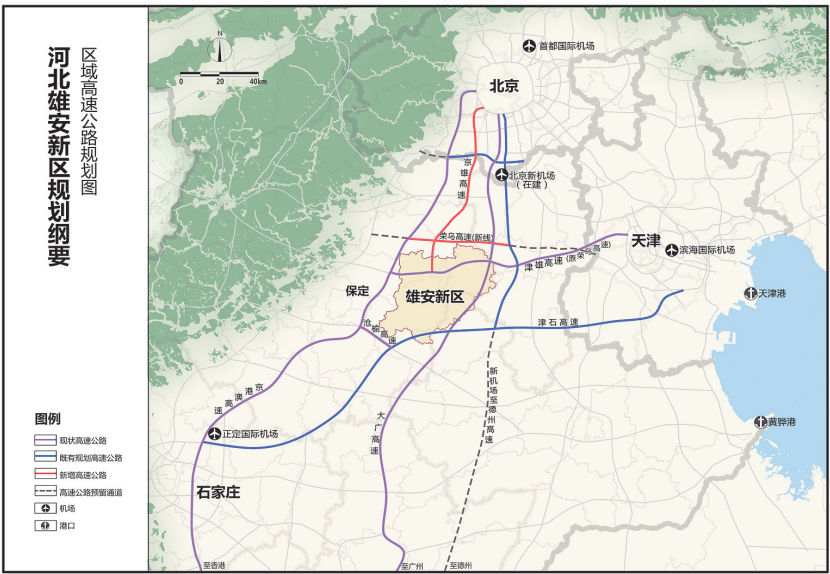 河北雄安新区规划纲要
区域高速公路规划图
N
0 20 40km
首都国际机场
北京
京雄高速
北京新机场
(在建)
荣乌高速(新线)
天津
滨海国际机场
津雄高速(原荣乌高速)
保定
雄安新区
天津港
沧榆高速
津石高速
京港澳高速
新机场至德州高速
大广高速
黄骅港
正定国际机场
石家庄
图例
现状高速公路
既有规划高速公路
新增高速公路
高速公路预留通道
机场
港口
至香港
至广州
至德州